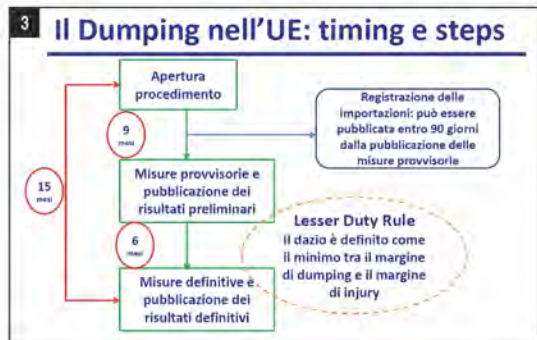 3
Il Dumping nell'UE: timing e steps
Apertura
procedimento
9
mesi
Registrazione delle
importazioni: può essere
pubblicata entro 90 giorni
dalla pubblicazione delle
misure provvisorie
Misure provvisorie e
pubblicazione dei
risultati preliminari
15
mesi
6
mesi
Lesser Duty Rule
il dazio è definito come
il minimo tra il margine
di dumping e il margine
di injury
Misure definitive e
pubblicazione dei
risultati definitivi